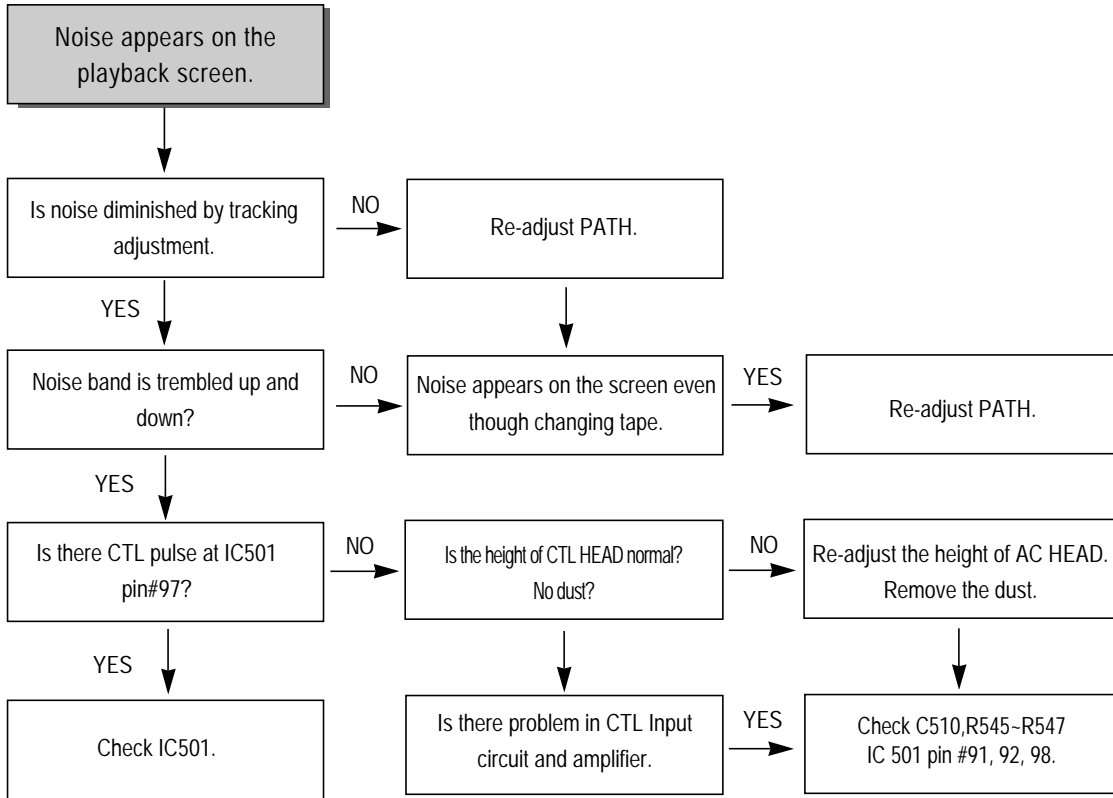 Noise appears on the
playback screen.
Is noise diminished by tracking
adjustment.
NO
Re-adjust PATH.
YES
Noise band is trembled up and
down?
NO
Noise appears on the screen even
though changing tape.
YES
Re-adjust PATH.
YES
Is there CTL pulse at IC501
pin#97?
NO
Is the height of CTL HEAD normal?
No dust?
NO
Re-adjust the height of AC HEAD.
Remove the dust.
YES
Check IC501.
Is there problem in CTL Input
circuit and amplifier.
YES
Check C510,R545~R547
IC 501 pin #91, 92, 98.